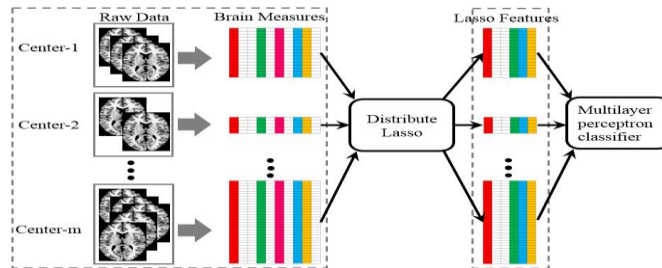 Raw Data
Brain Measures
Lasso Features
Center-1
Center-2
Center-m
Distribute
Lasso
Multilayer
perceptron
classifier